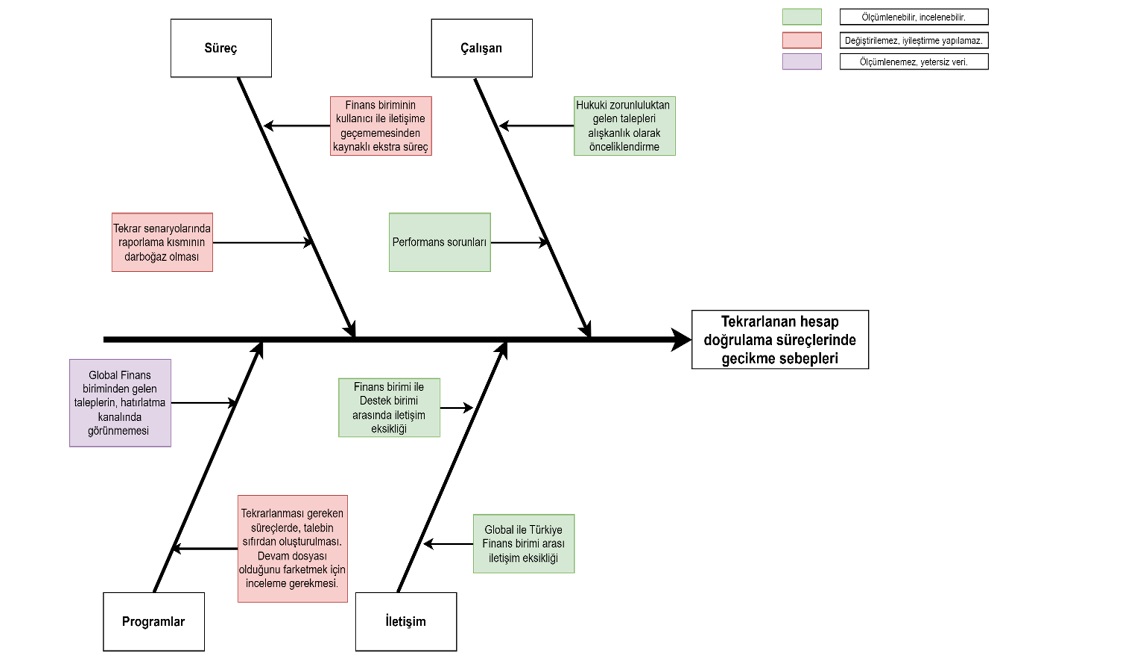 Süreç
Çalışan
Ölçümlenebilir, incelenebilir.
Değiştirilemez, iyileştirme yapılamaz.
Ölçümlenemez, yetersiz veri.
Finans biriminin
kullanıcı ile iletişime
geçememesinden
kaynaklı ekstra süreç
Hukuki zorunluluktan
gelen talepleri
alışkanlık olarak
önceliklendirme
Tekrar senaryolarında
raporlama kısmının
darboğaz olması
Performans sorunları
Tekrarlanan hesap
doğrulama süreçlerinde
gecikme sebepleri
Global Finans
biriminden gelen
taleplerin, hatırlatma
kanalında
görünmemesi
Finans birimi ile
Destek birimi
arasında iletişim
eksikliği
Tekrarlanması gereken
süreçlerde, talebin
sıfırdan oluşturulması.
Devam dosyası
olduğunu farketmek için
inceleme gerekmesi.
Global ile Türkiye
Finans birimi arası
iletişim eksikliği
Programlar
İletişim